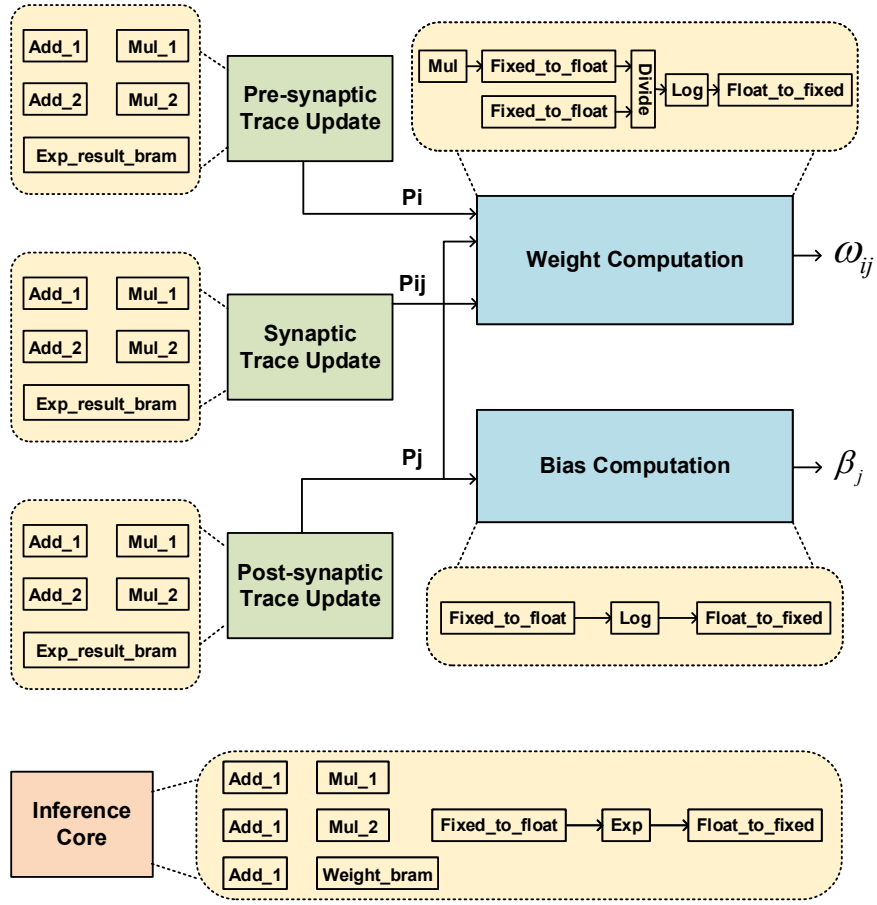 Add_1 Mul_1
Add_2 Mul_2
Exp_result_bram
Pre-synaptic
Trace Update
Mul Fixed_to_float
Fixed_to_float
Divide
Log Float_to_fixed
Pi
Weight Computation
ω_ij
Add_1 Mul_1
Add_2 Mul_2
Exp_result_bram
Synaptic
Trace Update
Pij
Pj
Bias Computation
β_j
Add_1 Mul_1
Add_2 Mul_2
Exp_result_bram
Post-synaptic
Trace Update
Fixed_to_float Log Float_to_fixed
Inference
Core
Add_1 Mul_1
Add_1 Mul_2 Fixed_to_float Exp Float_to_fixed
Add_1 Weight_bram